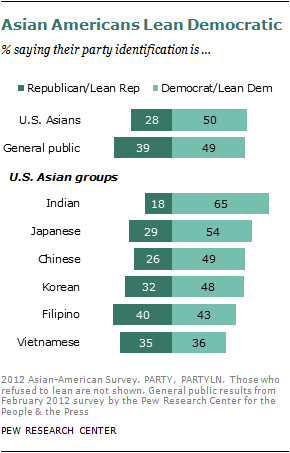 Asian Americans Lean Democratic
% saying their party identification is ...
Republican/Lean Rep Democrat/Lean Dem
U.S. Asians 28 50
General public 39 49
U.S. Asian groups
Indian 18 65
Japanese 29 54
Chinese 26 49
Korean 32 48
Filipino 40 43
Vietnamese 35 36
2012 Asian-American Survey. PARTY, PARTYLN. Those who
refused to lean are not shown. General public results from
February 2012 survey by the Pew Research Center for the
People & the Press
PEW RESEARCH CENTER